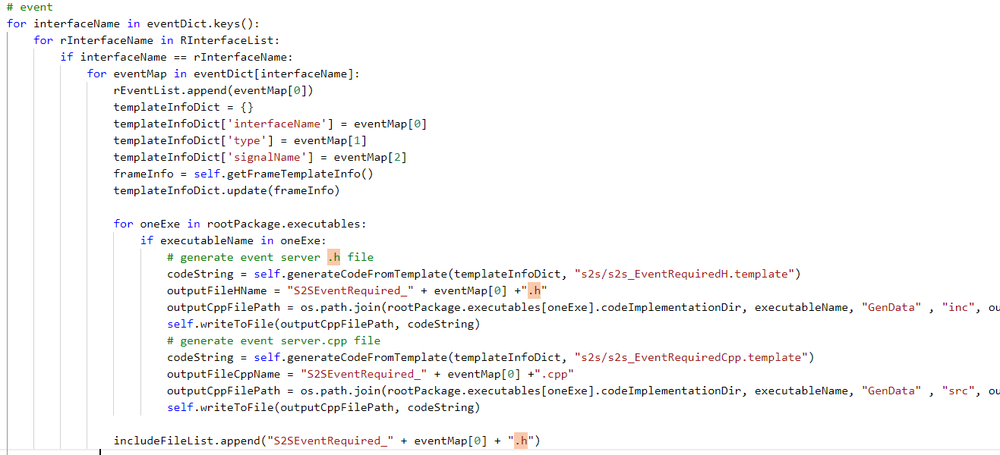 # event
for interfaceName in eventDict.keys():
    for rInterfaceName in RInterfaceList:
        if interfaceName == rInterfaceName:
            for eventMap in eventDict[interfaceName]:
                rEventList.append(eventMap[0])
                templateInfoDict = {}
                templateInfoDict['interfaceName'] = eventMap[0]
                templateInfoDict['type'] = eventMap[1]
                templateInfoDict['signalName'] = eventMap[2]
                frameInfo = self.getFrameTemplateInfo()
                templateInfoDict.update(frameInfo)

                for oneExe in rootPackage.executables:
                    if executableName in oneExe:
                        # generate event server .h file
                        codeString = self.generateCodeFromTemplate(templateInfoDict, "s2s/s2s_EventRequiredH.template")
                        outputFileHName = "S2SEventRequired_" + eventMap[0] +".h"
                        outputCppFilePath = os.path.join(rootPackage.executables[oneExe].codeImplementationDir, executableName, "GenData" , "inc", ou
                        self.writeToFile(outputCppFilePath, codeString)
                        # generate event server.cpp file
                        codeString = self.generateCodeFromTemplate(templateInfoDict, "s2s/s2s_EventRequiredCpp.template")
                        outputFileCppName = "S2SEventRequired_" + eventMap[0] +".cpp"
                        outputCppFilePath = os.path.join(rootPackage.executables[oneExe].codeImplementationDir, executableName, "GenData" , "src", ou
                        self.writeToFile(outputCppFilePath, codeString)

                includeFileList.append("S2SEventRequired_" + eventMap[0] + ".h")